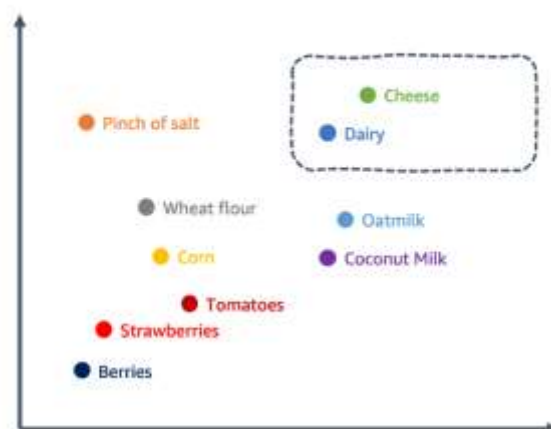 Cheese
Pinch of salt
Dairy
Wheat flour
Oatmilk
Corn
Coconut Milk
Tomatoes
Strawberries
Berries